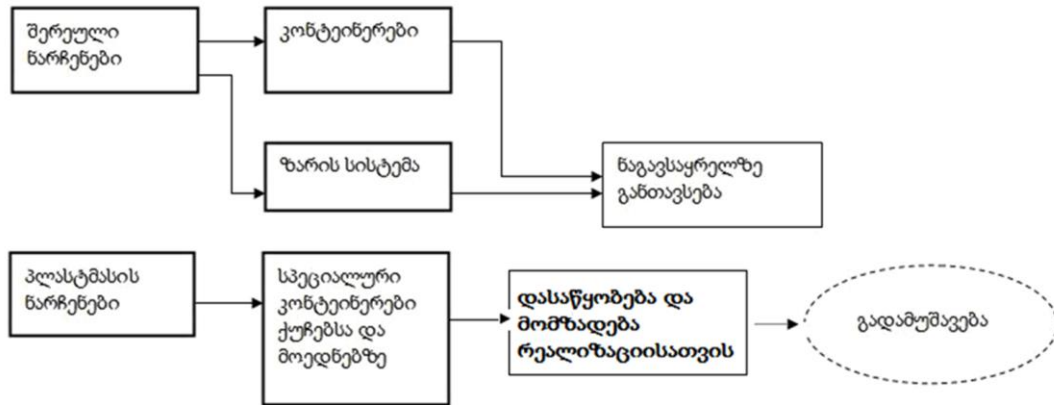 შერეული
ნარჩენები
კონტეინერები
ზარის სისტემა
ნაგავსაყრელზე
განთავსება
პლასტმასის
ნარჩენები
სპეციალური
კონტეინერები
ქუჩებსა და
მოედნებზე
დასაწყობება და
მომზადება
რეალიზაციისათვის
გადამუშავება